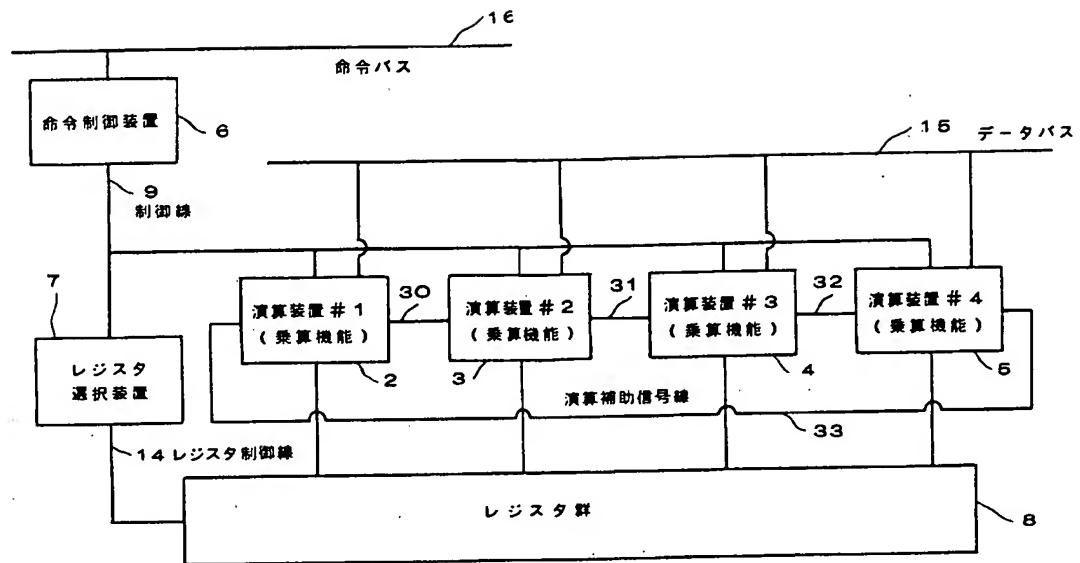 16
命令バス
命令制御装置
6
15
データバス
9
制御線
7
演算装置#1
(乗算機能)
30
演算装置#2
(乗算機能)
31
演算装置#3
(乗算機能)
32
演算装置#4
(乗算機能)
レジスタ
選択装置
2
3
4
5
演算補助信号線
33
14 レジスタ制御線
レジスタ群
8